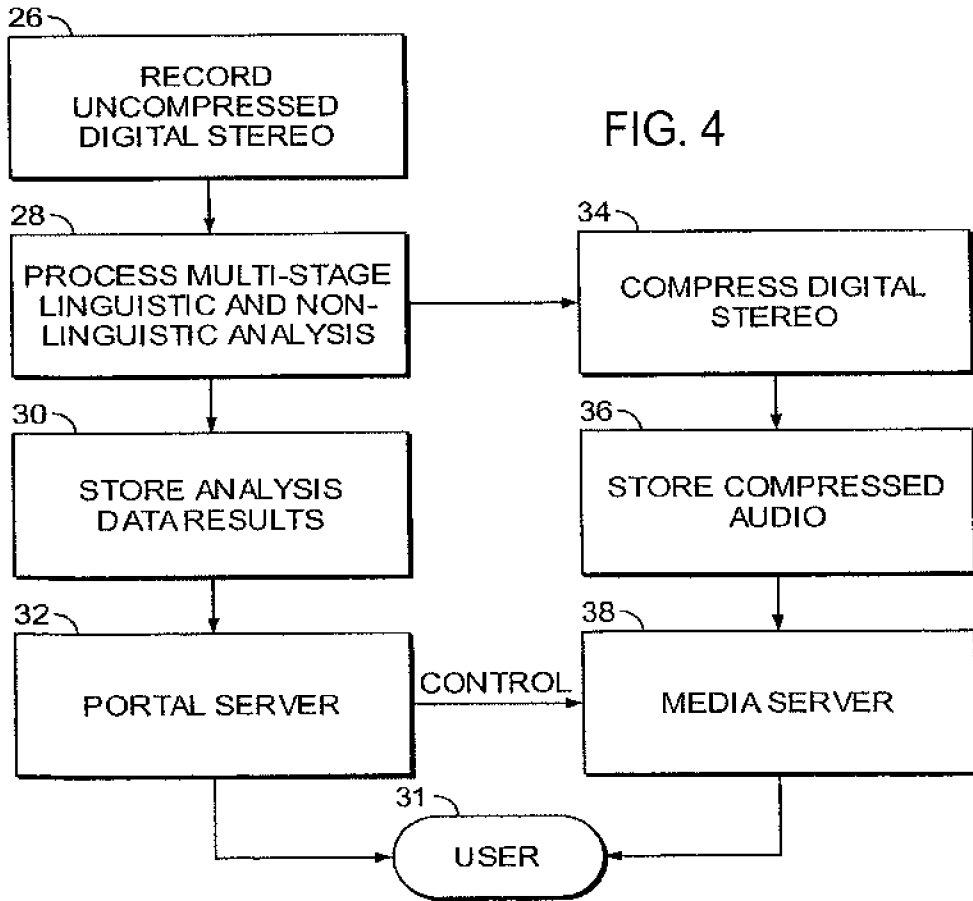 26
RECORD
UNCOMPRESSED
DIGITAL STEREO
FIG. 4
28
PROCESS MULTI-STAGE
LINGUISTIC AND NON-
LINGUISTIC ANALYSIS
34
COMPRESS DIGITAL
STEREO
30
STORE ANALYSIS
DATA RESULTS
36
STORE COMPRESSED
AUDIO
32
PORTAL SERVER
CONTROL
38
MEDIA SERVER
31
USER